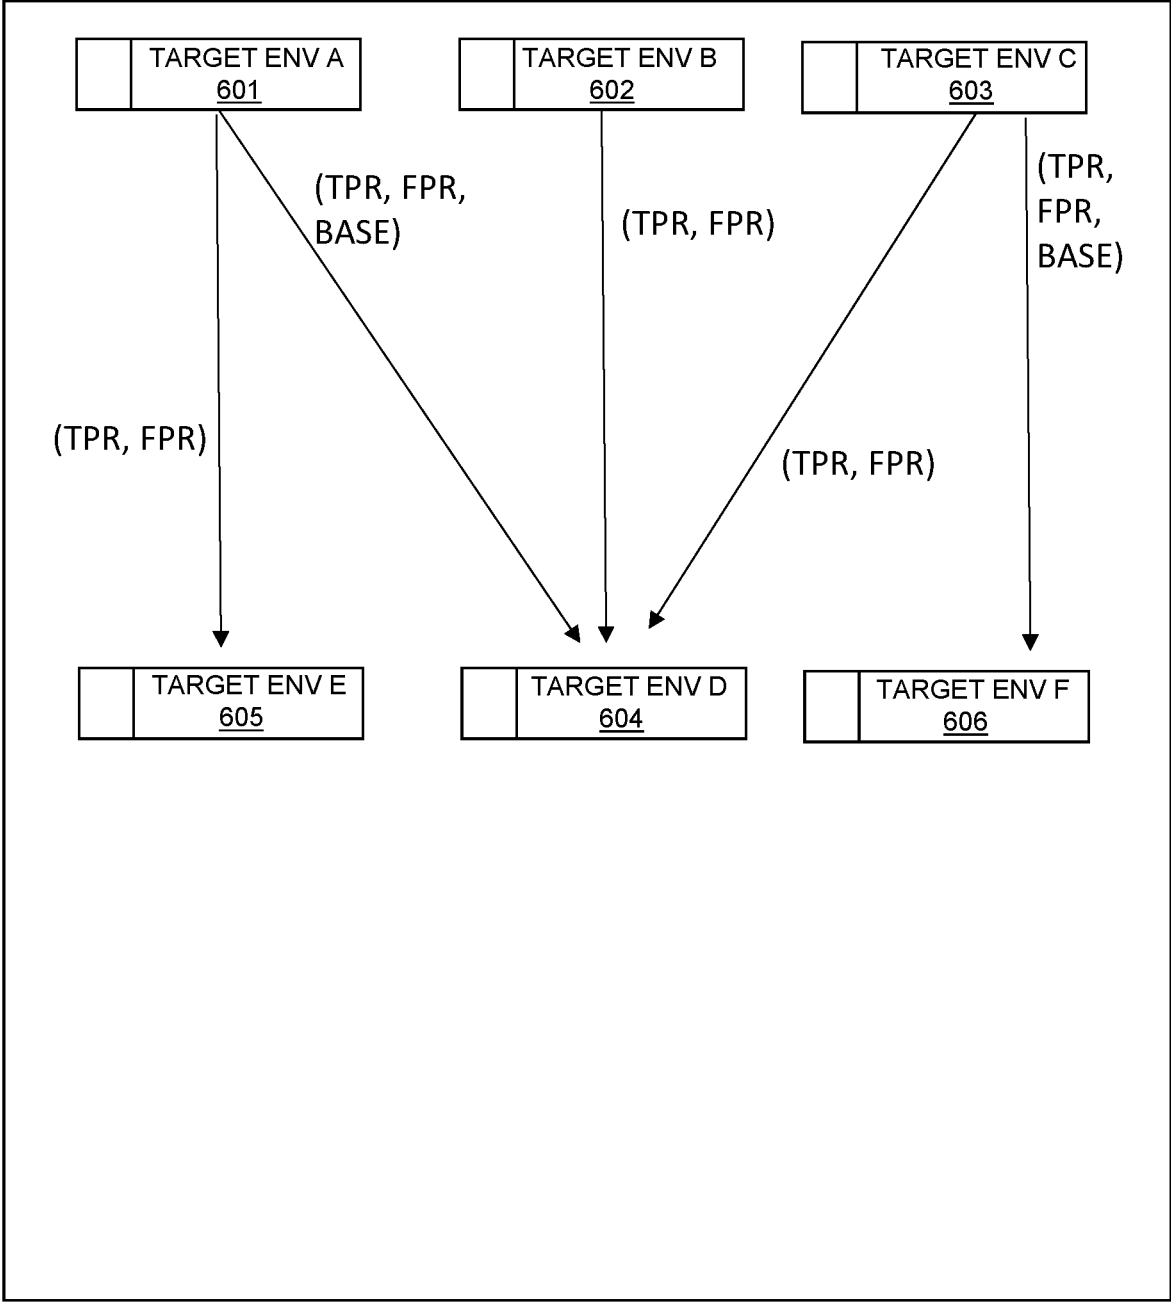 TARGET ENV A
601
TARGET ENV B
602
TARGET ENV C
603
(TPR, FPR,
BASE)
(TPR, FPR)
(TPR,
FPR,
BASE)
(TPR, FPR)
(TPR, FPR)
TARGET ENV E
605
TARGET ENV D
604
TARGET ENV F
606